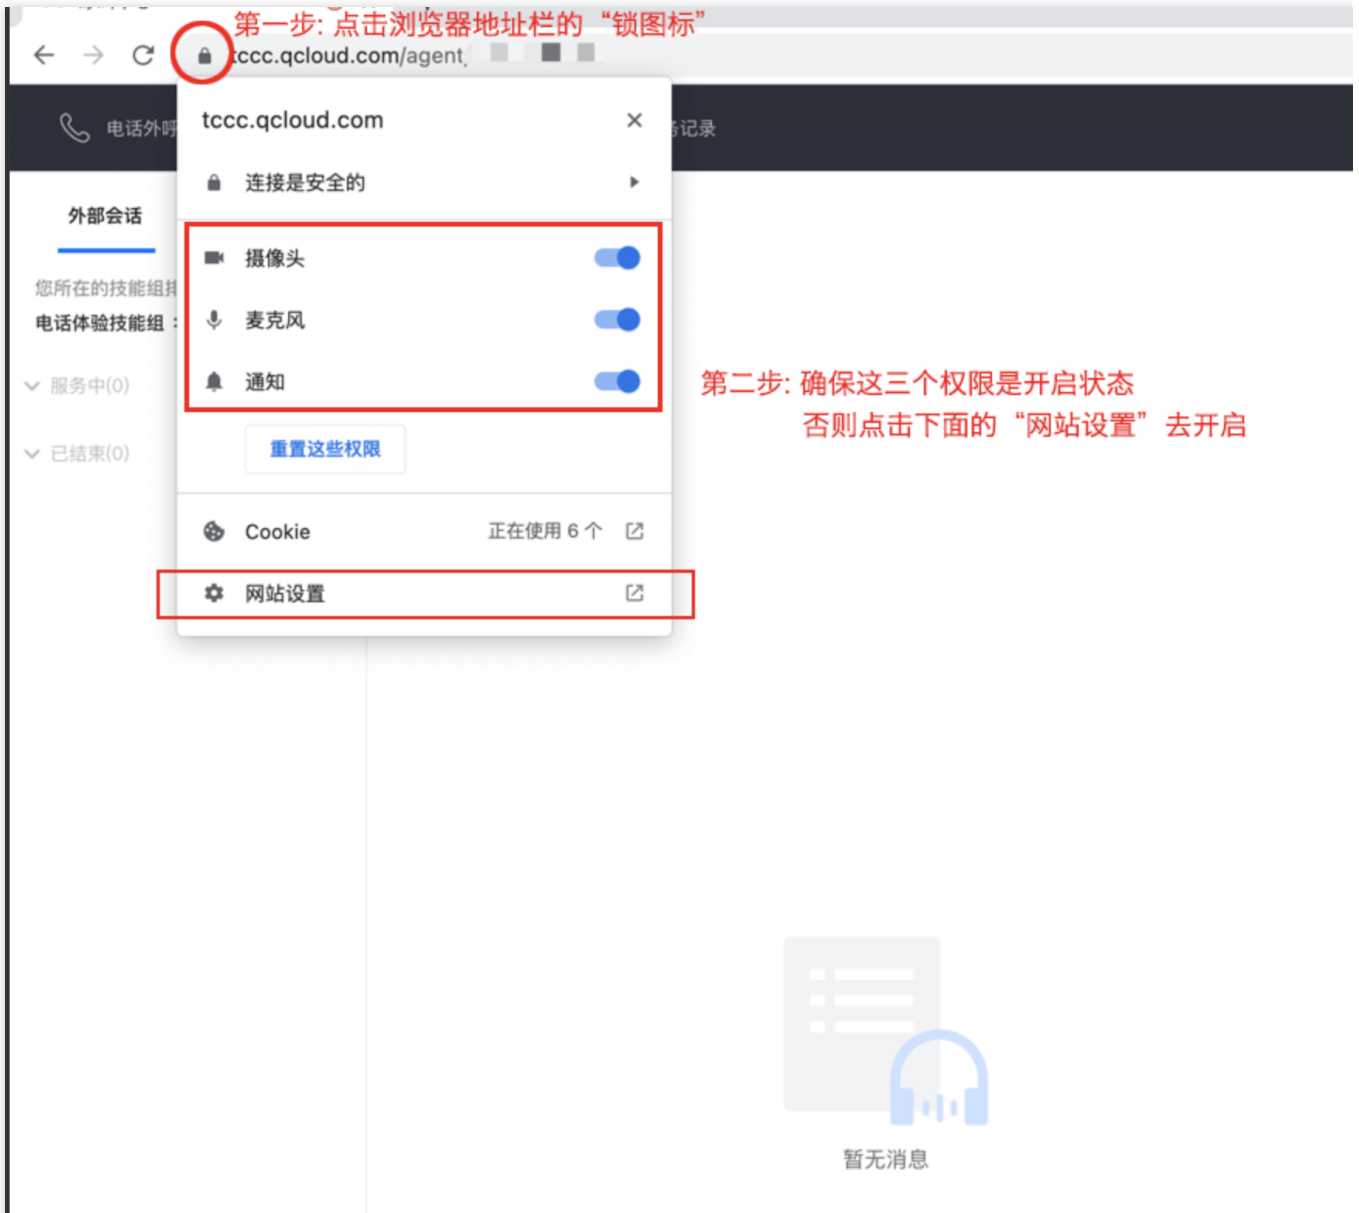 第一步: 点击浏览器地址栏的“锁图标”
tccc.qcloud.com/agent
电话外呼
记录
tccc.qcloud.com
连接是安全的
外部会话
摄像头
您所在的技能组排
电话体验技能组：
麦克风
通知
服务中(0)
第二步: 确保这三个权限是开启状态
否则点击下面的“网站设置”去开启
重置这些权限
已结束(0)
Cookie
正在使用 6 个
网站设置
暂无消息